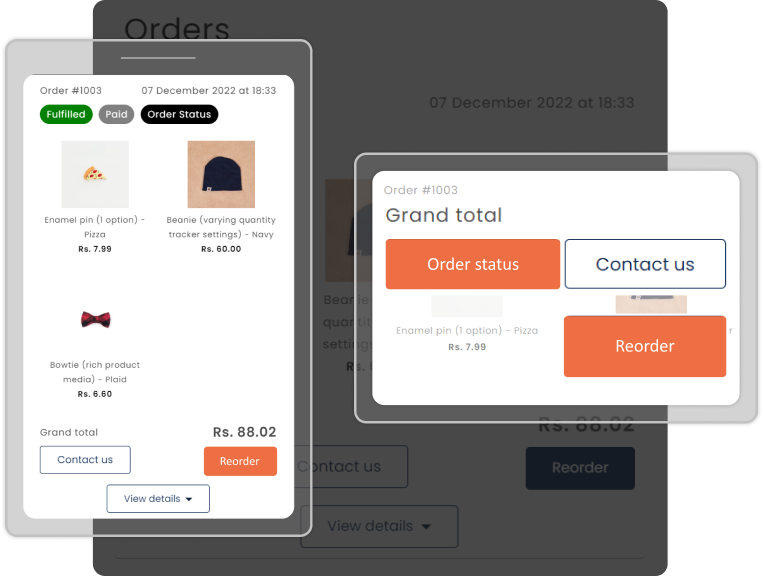 Orders
07 December 2022 at 18:33
Order #1003
07 December 2022 at 18:33
Fulfilled
Paid
Order Status
Enamel pin (1 option) -
Pizza
Rs. 7.99
Beanie (varying quantity
tracker settings) - Navy
Rs. 60.00
Bowtie (rich product
media) - Plaid
Rs. 6.60
Grand total
Rs. 88.02
Contact us
Reorder
View details
Order #1003
Grand total
Order status
Contact us
Enamel pin (1 option) - Pizza
Rs. 7.99
Reorder
Rs. 88.02
Contact us
Reorder
View details